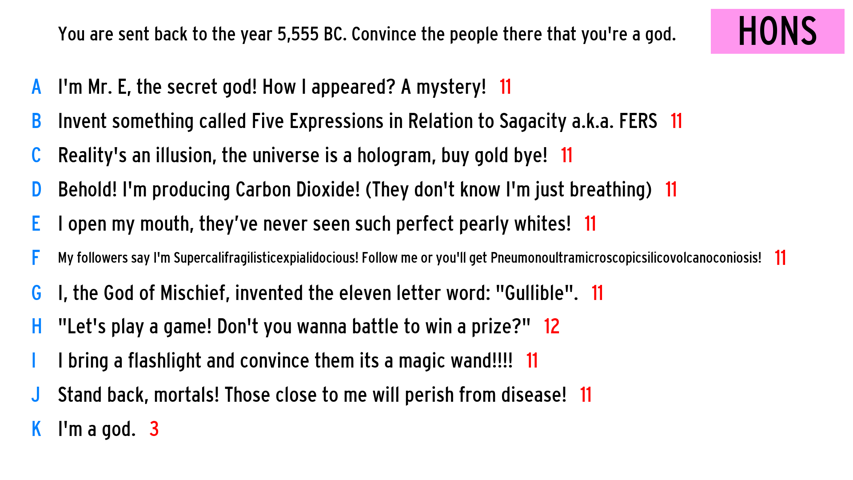 You are sent back to the year 5,555 BC. Convince the people there that you're a god.
HONS
A I'm Mr. E, the secret god! How I appeared? A mystery! 11
B Invent something called Five Expressions in Relation to Sagacity a.k.a. FERS 11
C Reality's an illusion, the universe is a hologram, buy gold bye! 11
D Behold! I'm producing Carbon Dioxide! (They don't know I'm just breathing) 11
E I open my mouth, they’ve never seen such perfect pearly whites! 11
F My followers say I'm Supercalifragilisticexpialidocious! Follow me or you'll get Pneumonoultramicroscopicsilicovolcanoconiosis! 11
G I, the God of Mischief, invented the eleven letter word: "Gullible". 11
H "Let's play a game! Don't you wanna battle to win a prize?" 12
I I bring a flashlight and convince them its a magic wand!!!! 11
J Stand back, mortals! Those close to me will perish from disease! 11
K I'm a god. 3